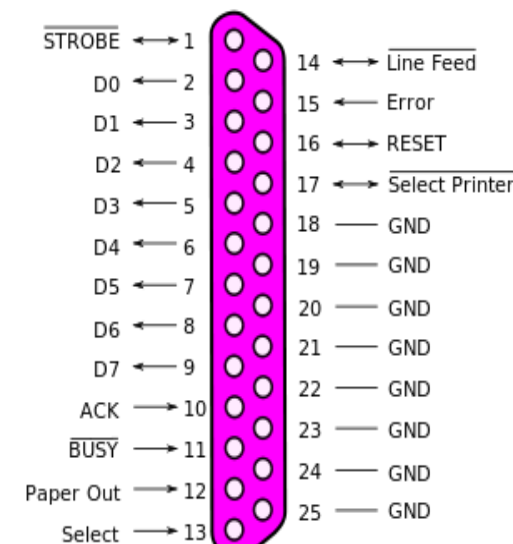 STROBE 1
D0 2
D1 3
D2 4
D3 5
D4 6
D5 7
D6 8
D7 9
ACK 10
BUSY 11
Paper Out 12
Select 13
14 Line Feed
15 Error
16 RESET
17 Select Printer
18 GND
19 GND
20 GND
21 GND
22 GND
23 GND
24 GND
25 GND